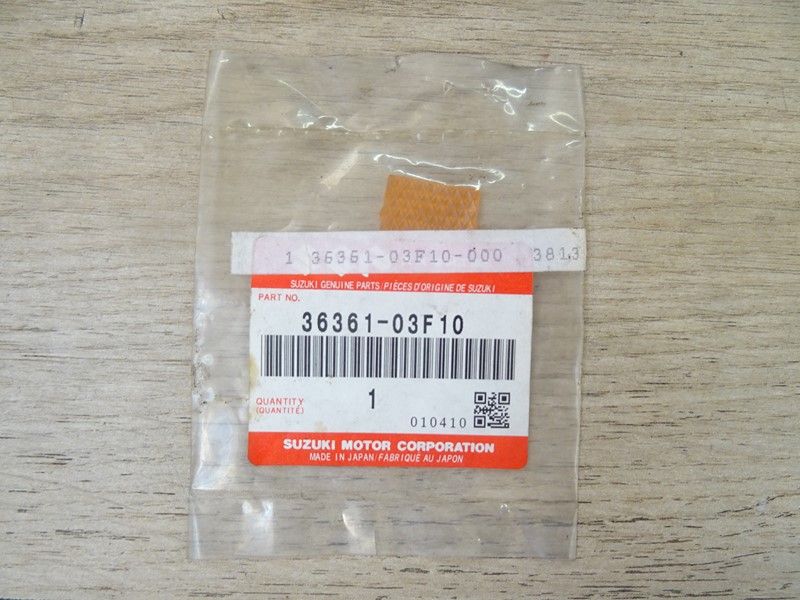 1 36361-03F10-000 3813
SUZUKI GENUINE PARTS/PIÈCES D'ORIGINE DE SUZUKI
PART NO.
36361-03F10
QUANTITY
(QUANTITÉ)
1
010410
SUZUKI MOTOR CORPORATION
MADE IN JAPAN/FABRIQUÉ AU JAPON